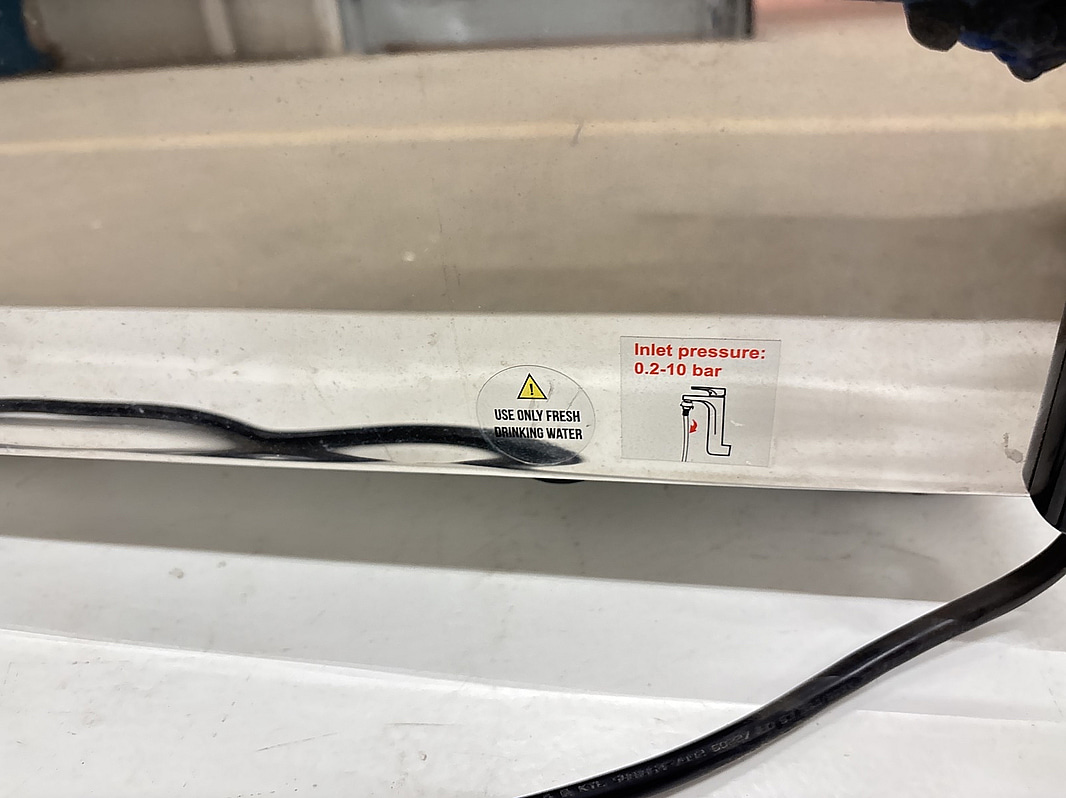 Inlet pressure:
0.2-10 bar
!
USE ONLY FRESH
DRINKING WATER